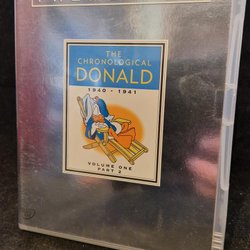 THE
CHRONOLOGICAL
DONALD
1940 - 1941
VOLUME ONE
PART 2